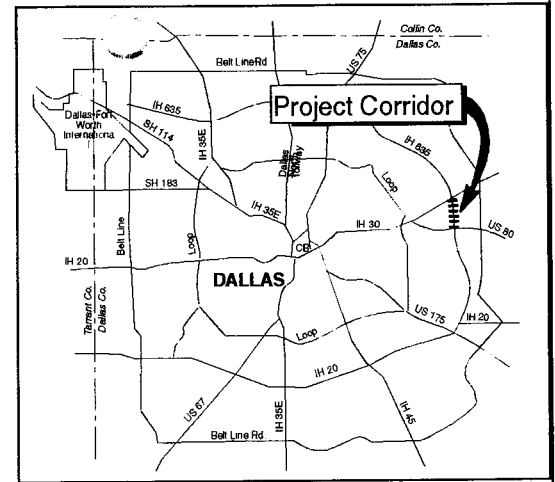 Collin Co.
Dallas Co.
US 75
Belt Line Rd
Project Corridor
Dallas-Fort
Worth
International
IH 635
SH 114
IH 35E
Dallas
North
Tollway
IH 635
Loop
SH 183
Loop
IH 35E
IH 30
US 80
Belt Line
CB
IH 20
DALLAS
Tarrant Co.
Dallas Co.
US 175
IH 20
Loop
IH 20
US 67
IH 35E
IH 45
Belt Line Rd